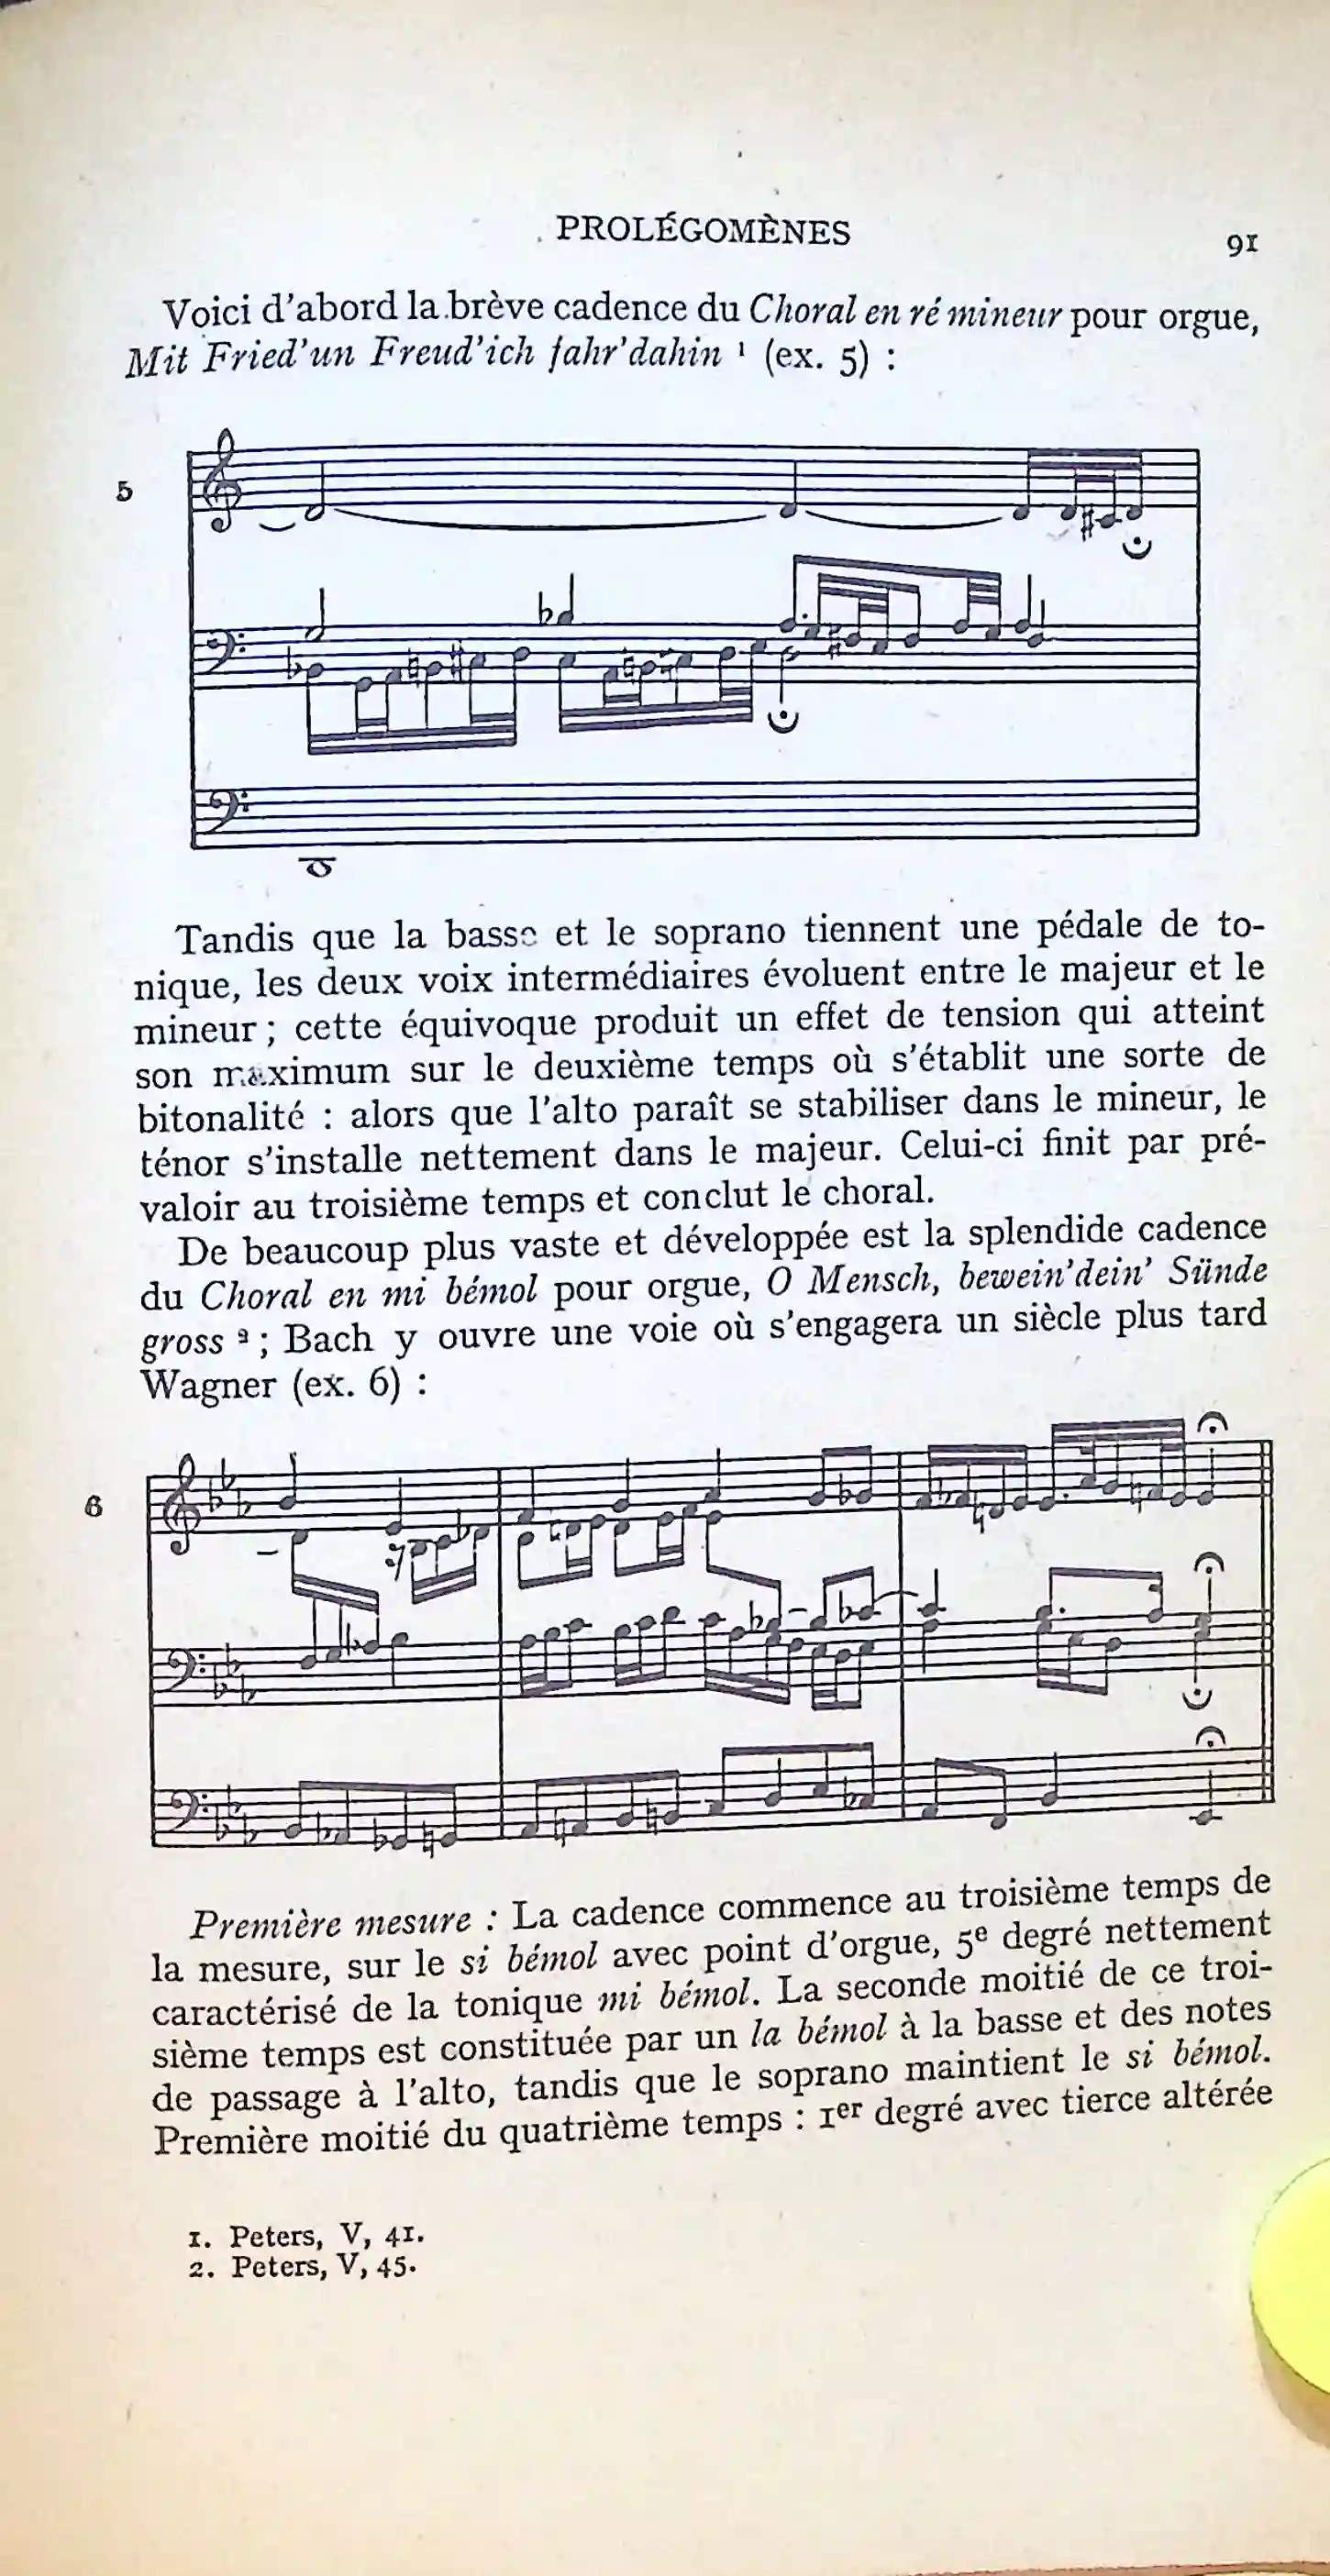 PROLÉGOMÈNES 91
Voici d'abord la brève cadence du Choral en ré mineur pour orgue,
Mit Fried'un Freud'ich fahr'dahin ¹ (ex. 5) :
5
Tandis que la basse et le soprano tiennent une pédale de to-
nique, les deux voix intermédiaires évoluent entre le majeur et le
mineur ; cette équivoque produit un effet de tension qui atteint
son maximum sur le deuxième temps où s'établit une sorte de
bitonalité : alors que l'alto paraît se stabiliser dans le mineur, le
ténor s'installe nettement dans le majeur. Celui-ci finit par pré-
valoir au troisième temps et conclut le choral.
De beaucoup plus vaste et développée est la splendide cadence
du Choral en mi bémol pour orgue, O Mensch, bewein'dein' Sünde
gross ² ; Bach y ouvre une voie où s'engagera un siècle plus tard
Wagner (ex. 6) :
6
Première mesure : La cadence commence au troisième temps de
la mesure, sur le si bémol avec point d'orgue, 5e degré nettement
caractérisé de la tonique mi bémol. La seconde moitié de ce troi-
sième temps est constituée par un la bémol à la basse et des notes
de passage à l'alto, tandis que le soprano maintient le si bémol.
Première moitié du quatrième temps : 1er degré avec tierce altérée
1. Peters, V, 41.
2. Peters, V, 45.